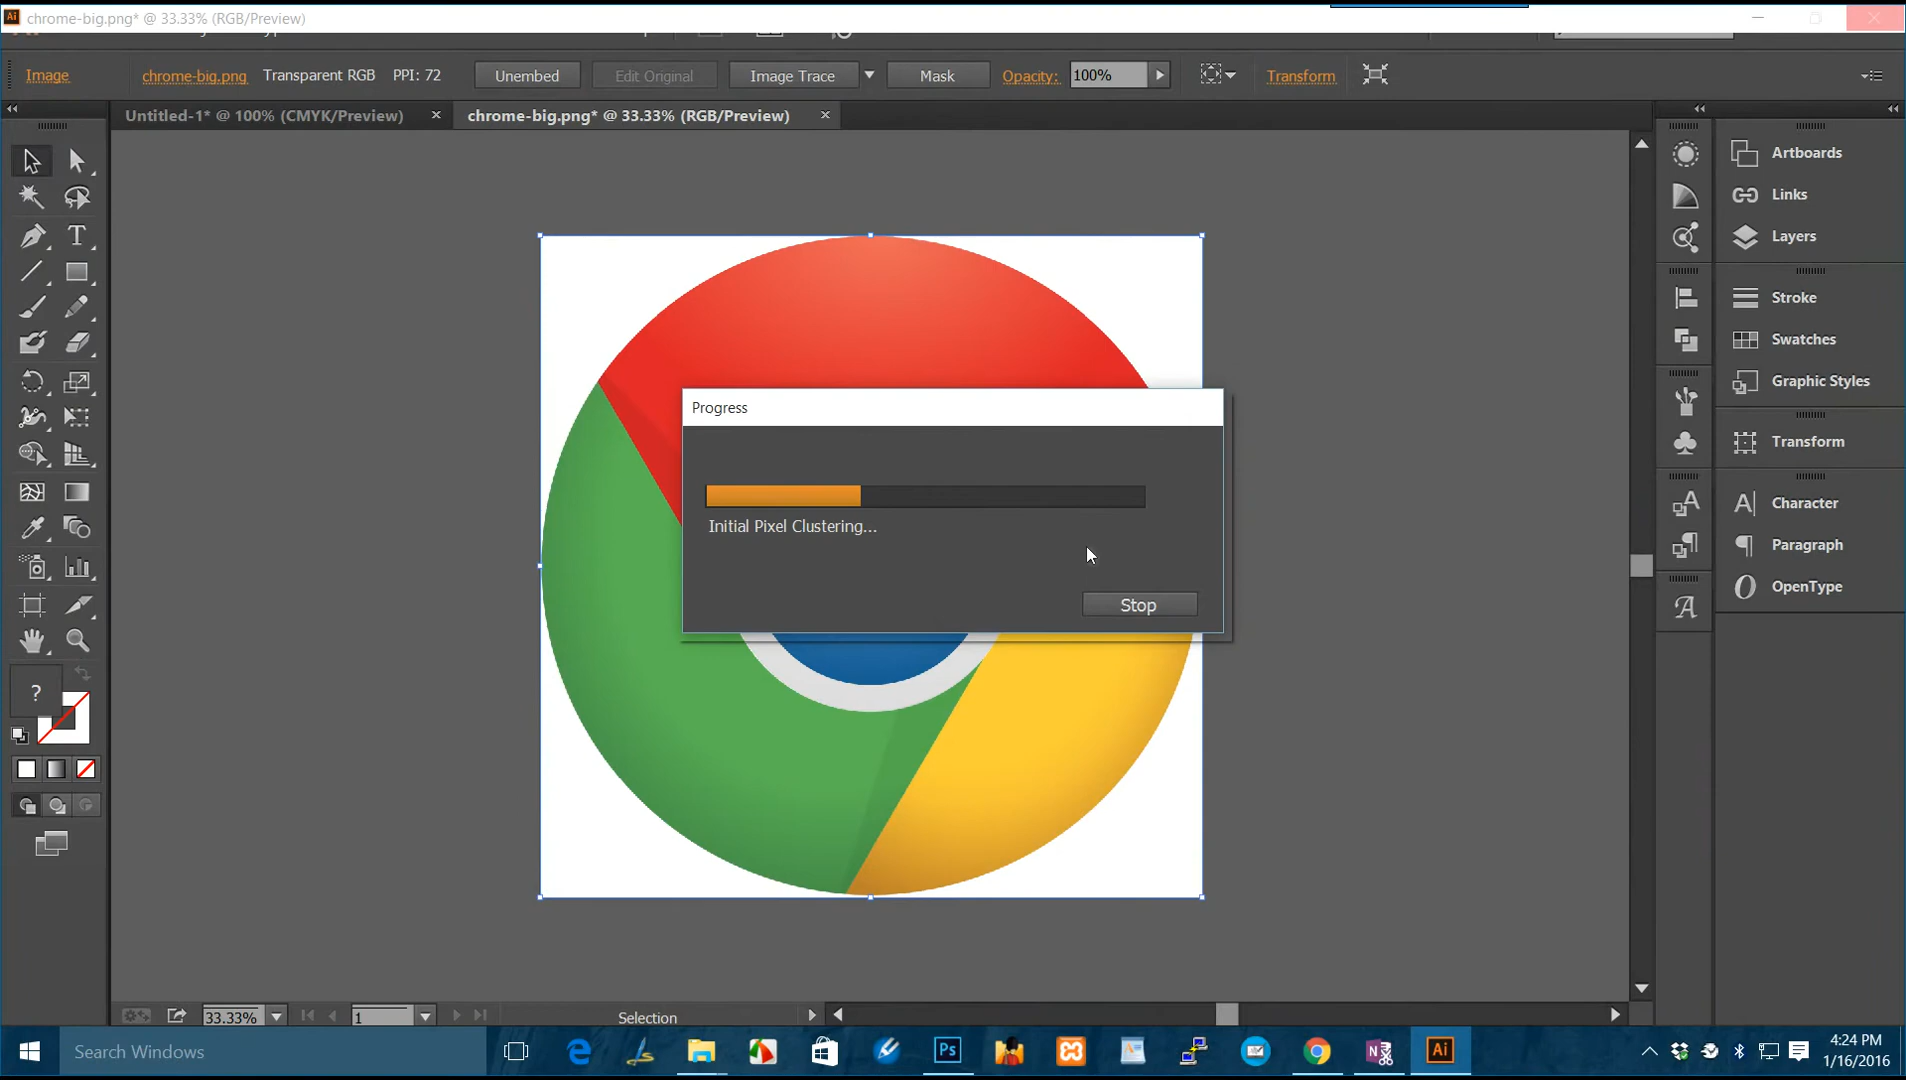 Ai chrome-big.png* @ 33.33% (RGB/Preview)
Image chrome-big.png Transparent RGB PPI: 72 Unembed Edit Original Image Trace Mask Opacity: 100% Transform
Untitled-1* @ 100% (CMYK/Preview) × chrome-big.png* @ 33.33% (RGB/Preview) ×
Artboards
Links
Layers
Stroke
Swatches
Graphic Styles
Transform
Character
Paragraph
OpenType
Progress
Initial Pixel Clustering...
Stop
?
33.33% 1 Selection
Search Windows
Ps
Ai
4:24 PM
1/16/2016